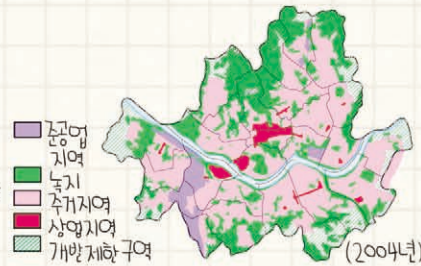 준공업
지역
녹지
주거지역
상업지역
개발제한구역
(2004년)